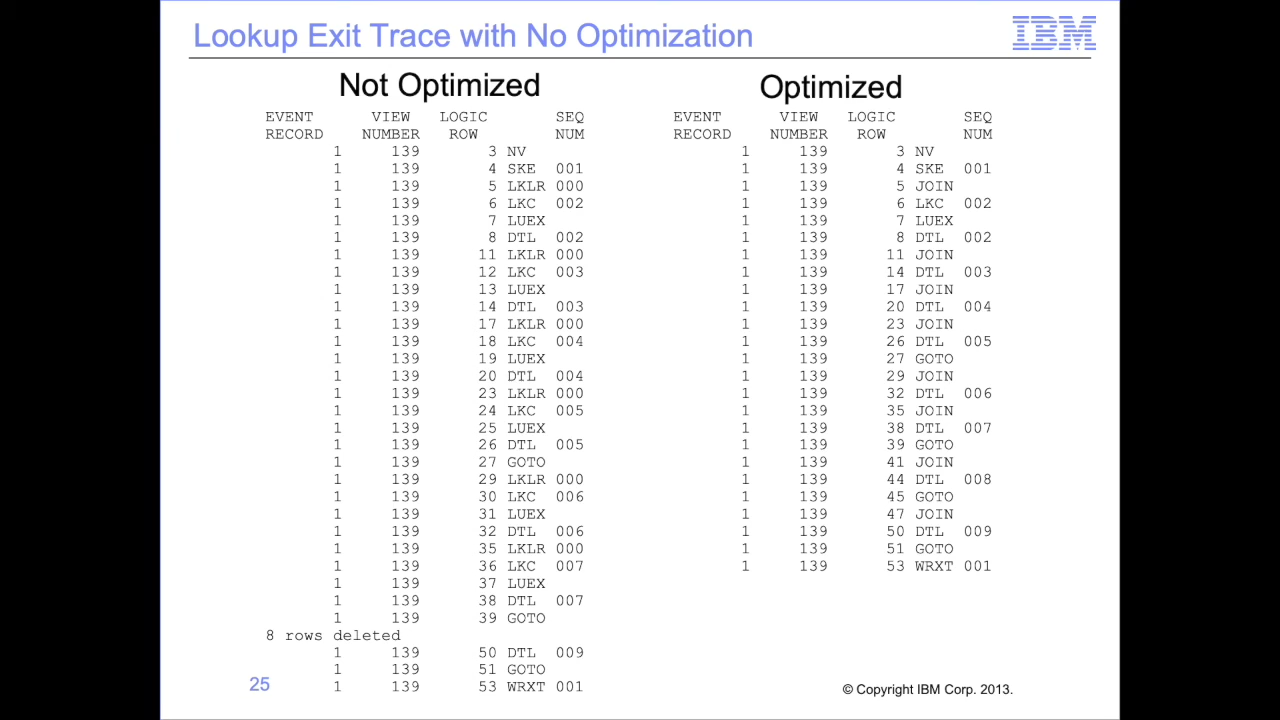 Lookup Exit Trace with No Optimization
IBM
Not Optimized
EVENT VIEW LOGIC SEQ
RECORD NUMBER ROW NUM
1 139 3 NV
1 139 4 SKE 001
1 139 5 LKLR 000
1 139 6 LKC 002
1 139 7 LUEX
1 139 8 DTL 002
1 139 11 LKLR 000
1 139 12 LKC 003
1 139 13 LUEX
1 139 14 DTL 003
1 139 17 LKLR 000
1 139 18 LKC 004
1 139 19 LUEX
1 139 20 DTL 004
1 139 23 LKLR 000
1 139 24 LKC 005
1 139 25 LUEX
1 139 26 DTL 005
1 139 27 GOTO
1 139 29 LKLR 000
1 139 30 LKC 006
1 139 31 LUEX
1 139 32 DTL 006
1 139 35 LKLR 000
1 139 36 LKC 007
1 139 37 LUEX
1 139 38 DTL 007
1 139 39 GOTO
8 rows deleted
1 139 50 DTL 009
1 139 51 GOTO
1 139 53 WRXT 001
Optimized
EVENT VIEW LOGIC SEQ
RECORD NUMBER ROW NUM
1 139 3 NV
1 139 4 SKE 001
1 139 5 JOIN
1 139 6 LKC 002
1 139 7 LUEX
1 139 8 DTL 002
1 139 11 JOIN
1 139 14 DTL 003
1 139 17 JOIN
1 139 20 DTL 004
1 139 23 JOIN
1 139 26 DTL 005
1 139 27 GOTO
1 139 29 JOIN
1 139 32 DTL 006
1 139 35 JOIN
1 139 38 DTL 007
1 139 39 GOTO
1 139 41 JOIN
1 139 44 DTL 008
1 139 45 GOTO
1 139 47 JOIN
1 139 50 DTL 009
1 139 51 GOTO
1 139 53 WRXT 001
25
© Copyright IBM Corp. 2013.